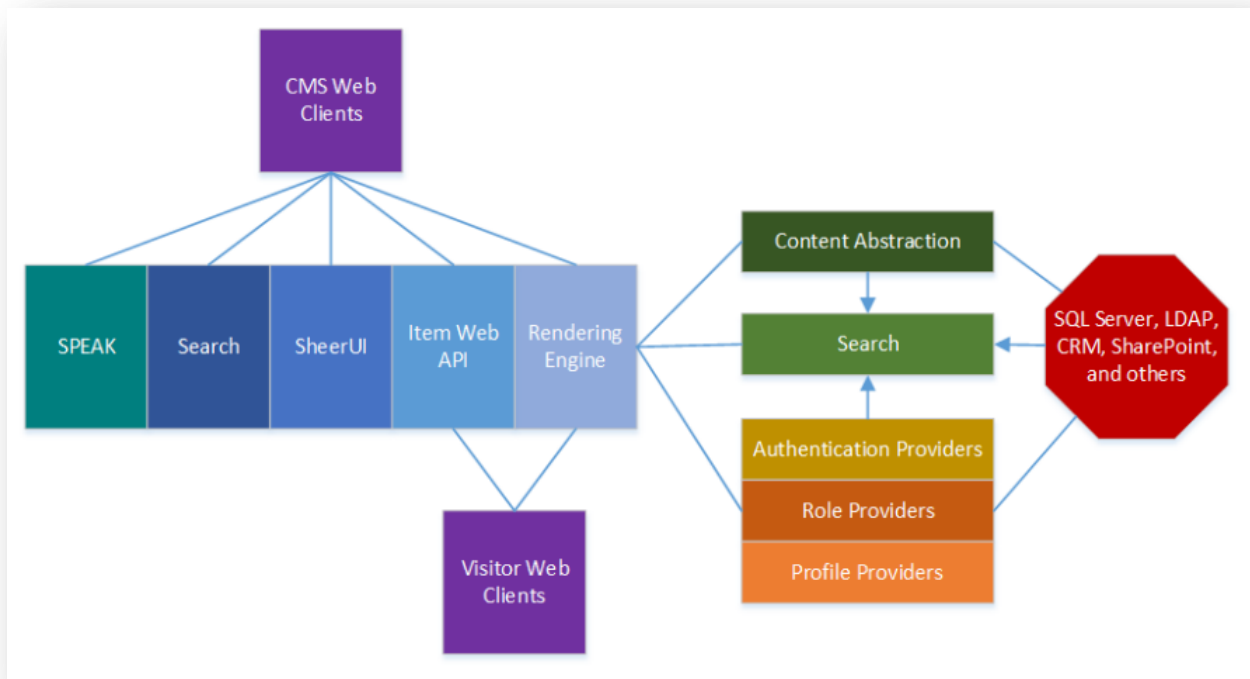 CMS Web
Clients
SPEAK
Search
SheerUI
Item Web
API
Rendering
Engine
Visitor Web
Clients
Content Abstraction
Search
Authentication Providers
Role Providers
Profile Providers
SQL Server, LDAP,
CRM, SharePoint,
and others